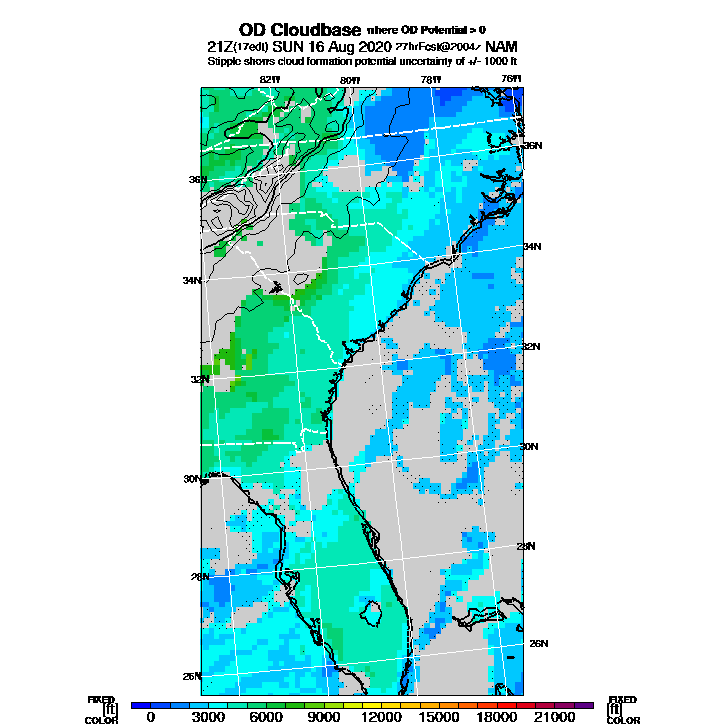 OD Cloudbase where OD Potential > 0
21Z(17edt) SUN 16 Aug 2020 27hrFcst@2004z NAM
Stipple shows cloud formation potential uncertainty of +/- 1000 ft
82W 80W 78W 76W
36N
36N
34N
34N
32N
32N
30N
30N
28N
28N
26N
26N
FIXED [ft] COLOR
0 3000 6000 9000 12000 15000 18000 21000
FIXED [ft] COLOR